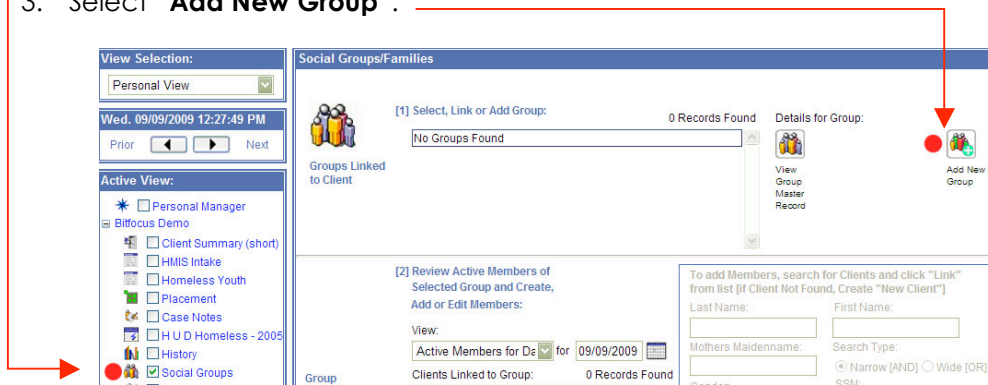 3. Select "Add New Group".
View Selection:
Personal View
Wed. 09/09/2009 12:27:49 PM
Prior Next
Active View:
Personal Manager
Bitfocus Demo
Client Summary (short)
HMIS Intake
Homeless Youth
Placement
Case Notes
H U D Homeless - 2005
History
Social Groups
Social Groups/Families
Groups Linked
to Client
[1] Select, Link or Add Group:
0 Records Found
No Groups Found
Details for Group:
View
Group
Master
Record
Add New
Group
[2] Review Active Members of
Selected Group and Create,
Add or Edit Members:
View:
Active Members for Da for 09/09/2009
Clients Linked to Group: 0 Records Found
Group
To add Members, search for Clients and click "Link"
from list [if Client Not Found, Create "New Client"]
Last Name: First Name:
Mothers Maidenname: Search Type:
Narrow [AND] Wide [OR]
SSN: